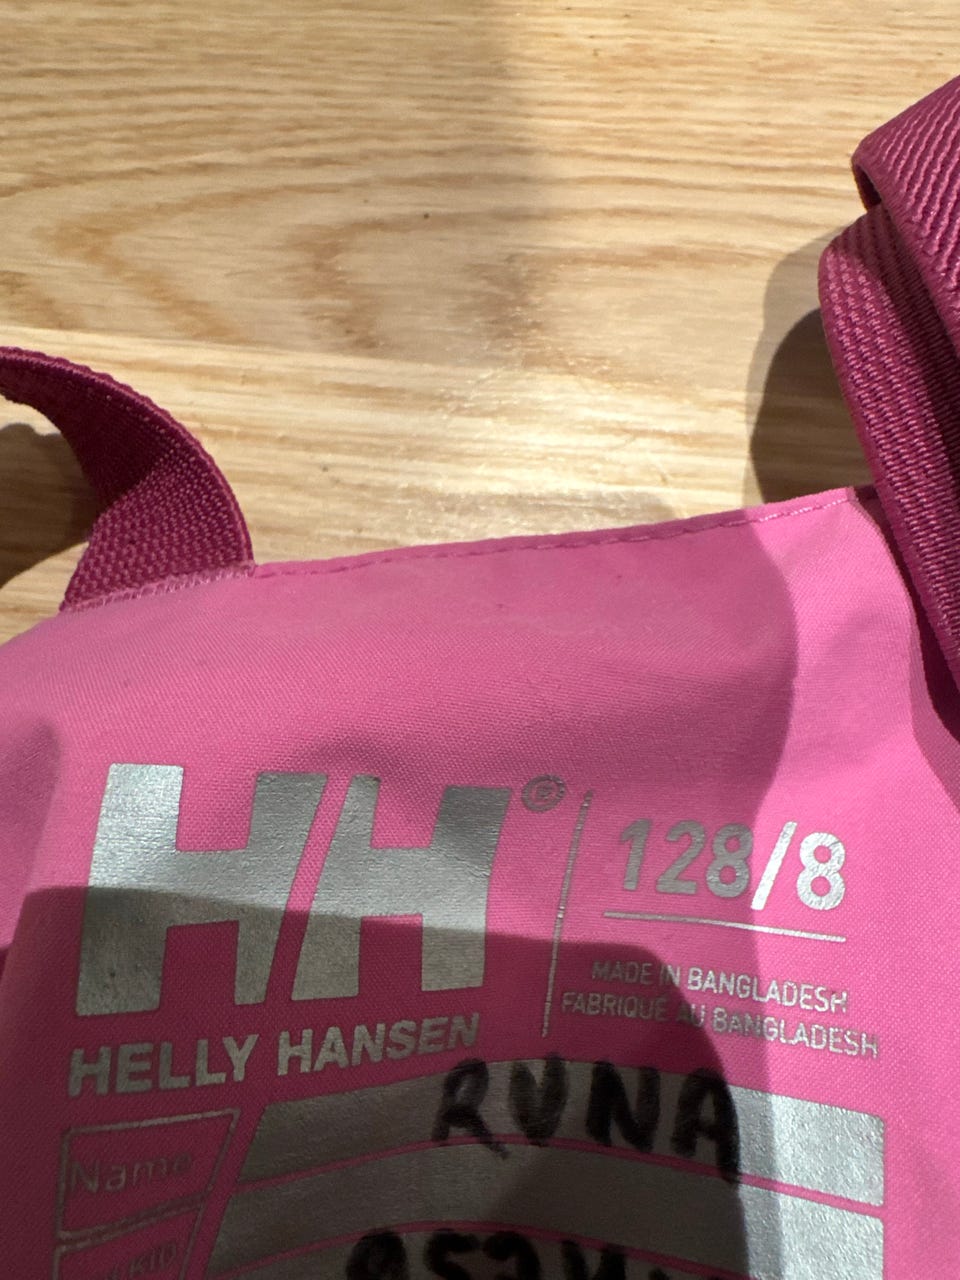 HH®
128/8
MADE IN BANGLADESH
FABRIQUÉ AU BANGLADESH
HELLY HANSEN
Name
RUNA